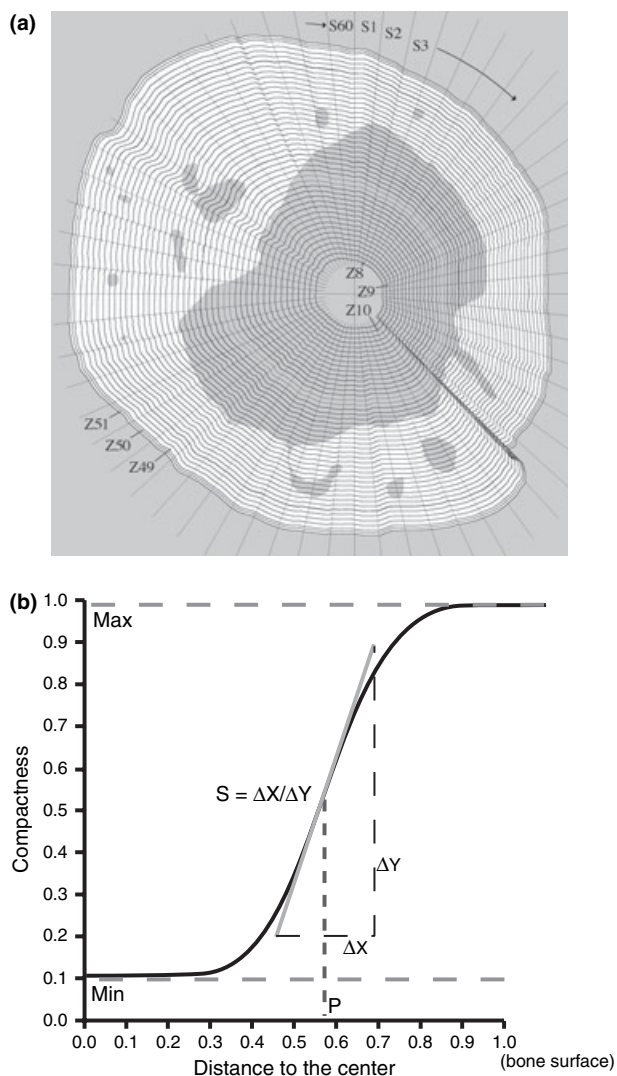 (a)
S60 S1 S2 S3
Z8
Z9
Z10
Z51
Z50
Z49
(b)
1.0
Max
0.9
0.8
0.7
0.6
S = ΔX/ΔY
0.5
0.4
ΔY
0.3
0.2
ΔX
0.1
Min
P
0.0
Compactness
0.0 0.1 0.2 0.3 0.4 0.5 0.6 0.7 0.8 0.9 1.0
Distance to the center
(bone surface)